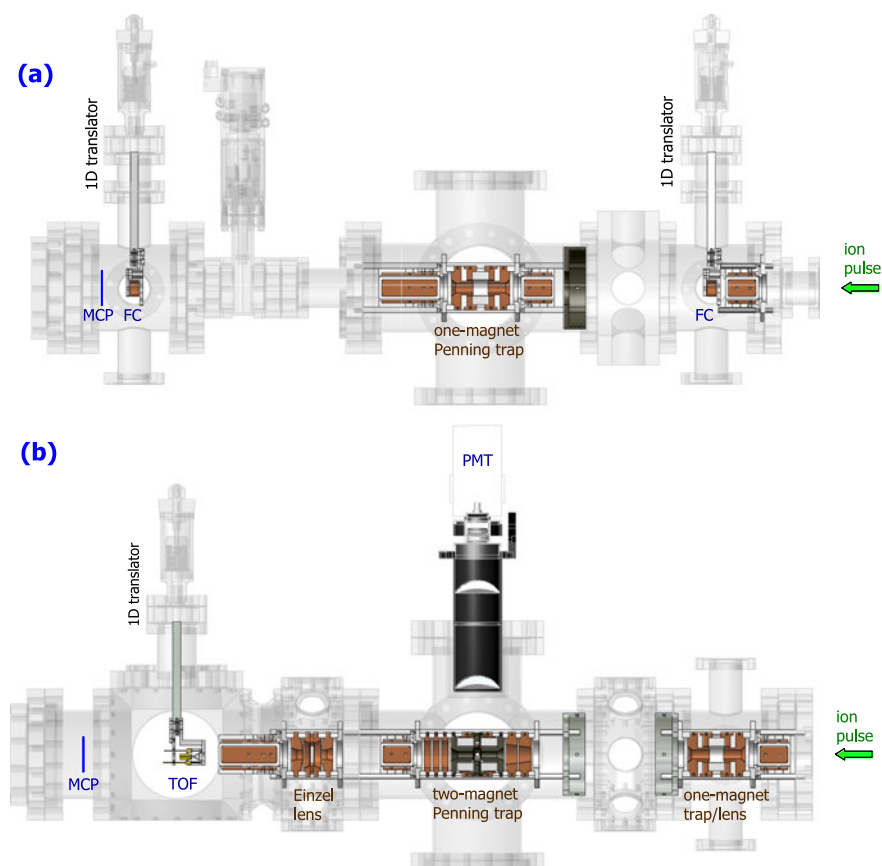 (a)
1D translator
1D translator
ion
pulse
MCP
FC
FC
one-magnet
Penning trap
(b)
PMT
1D translator
ion
pulse
MCP
TOF
Einzel
lens
two-magnet
Penning trap
one-magnet
trap/lens